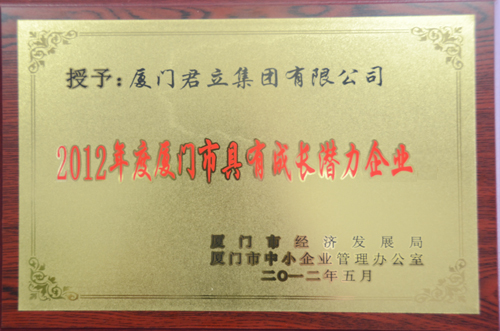 授予：厦门君立集团有限公司
2012年度厦门市具有成长潜力企业
厦门市经济发展局
厦门市中小企业管理办公室
二〇一二年五月